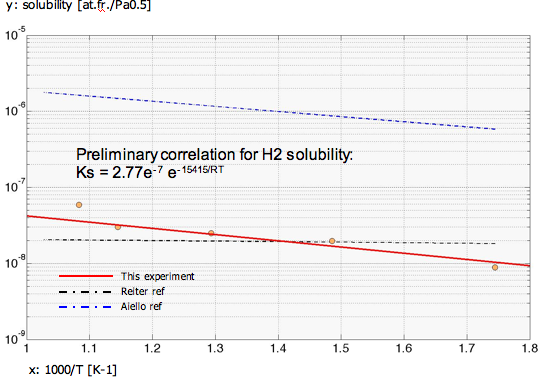 y: solubility [at.fr./Pa0.5]
10-5
10-6
Preliminary correlation for H2 solubility:
Ks = 2.77e-7 e-15415/RT
10-7
10-8
This experiment
Reiter ref
Aiello ref
10-9
1 1.1 1.2 1.3 1.4 1.5 1.6 1.7 1.8
x: 1000/T [K-1]